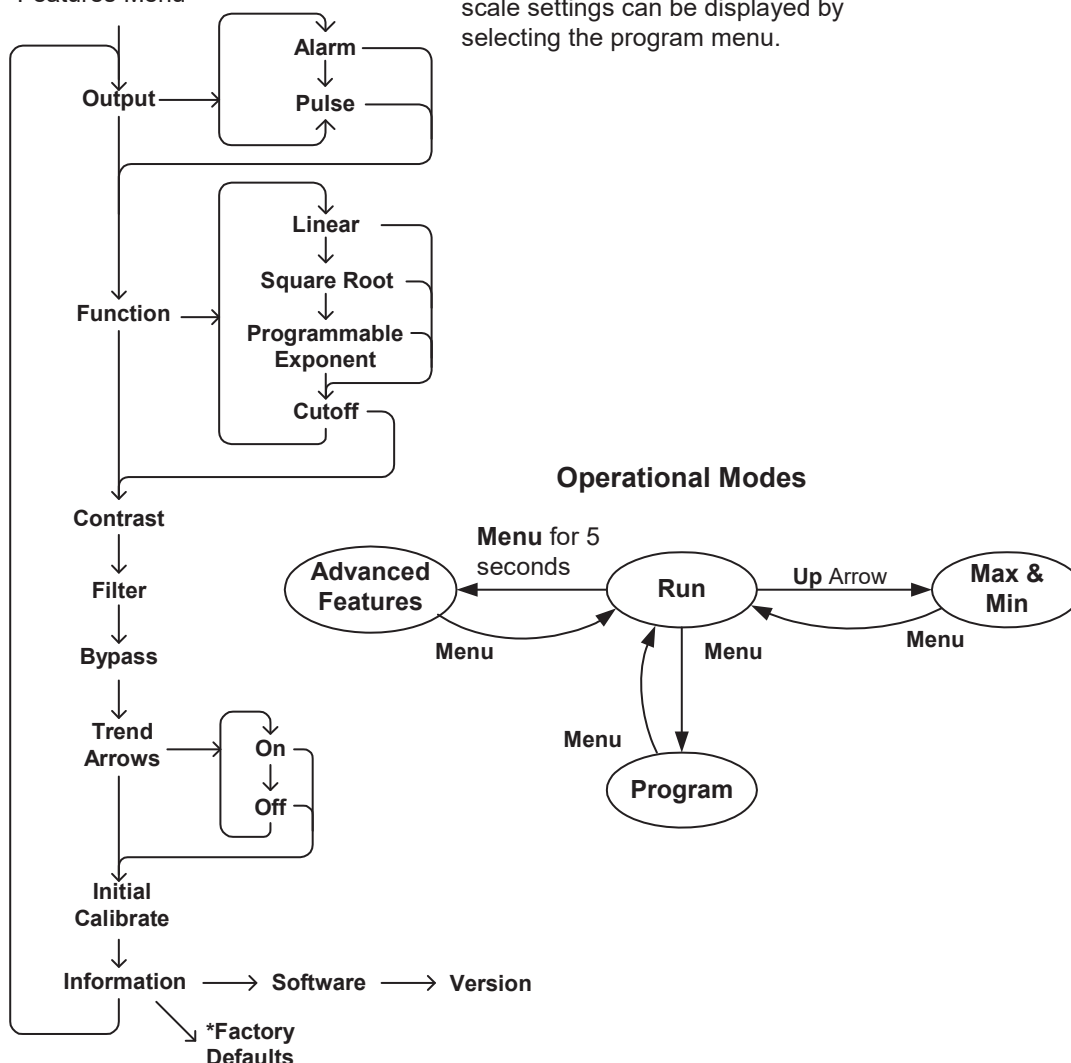 Features Menu
scale settings can be displayed by
selecting the program menu.
Output
Alarm
Pulse
Function
Linear
Square Root
Programmable
Exponent
Cutoff
Contrast
Filter
Bypass
Trend
Arrows
On
Off
Initial
Calibrate
Information
Software
Version
*Factory
Defaults
Operational Modes
Advanced
Features
Menu for 5
seconds
Run
Up Arrow
Max &
Min
Menu
Menu
Menu
Menu
Program